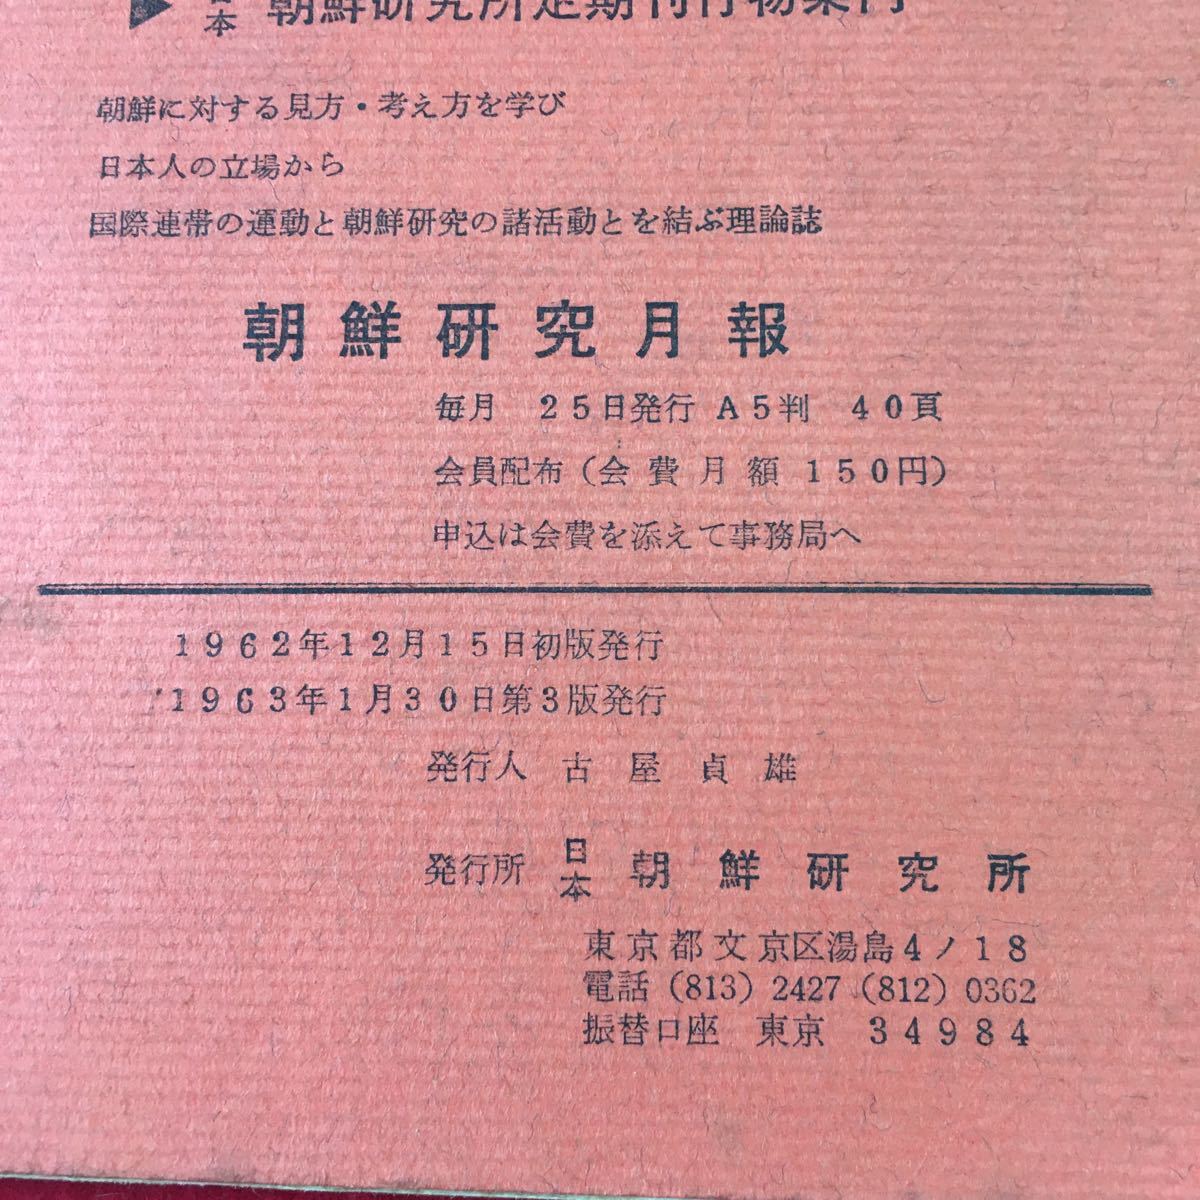 ▶日本 朝鮮研究所定期刊行物案内
朝鮮に対する見方・考え方を学び
日本人の立場から
国際連帯の運動と朝鮮研究の諸活動とを結ぶ理論誌
朝鮮研究月報
毎月 25日発行 A5判 40頁
会員配布（会費月額 150円）
申込は会費を添えて事務局へ
1962年12月15日初版発行
1963年1月30日第3版発行
発行人 古屋貞雄
発行所 日本 朝鮮研究所
東京都文京区湯島4ノ18
電話（813）2427（812）0362
振替口座 東京 34984